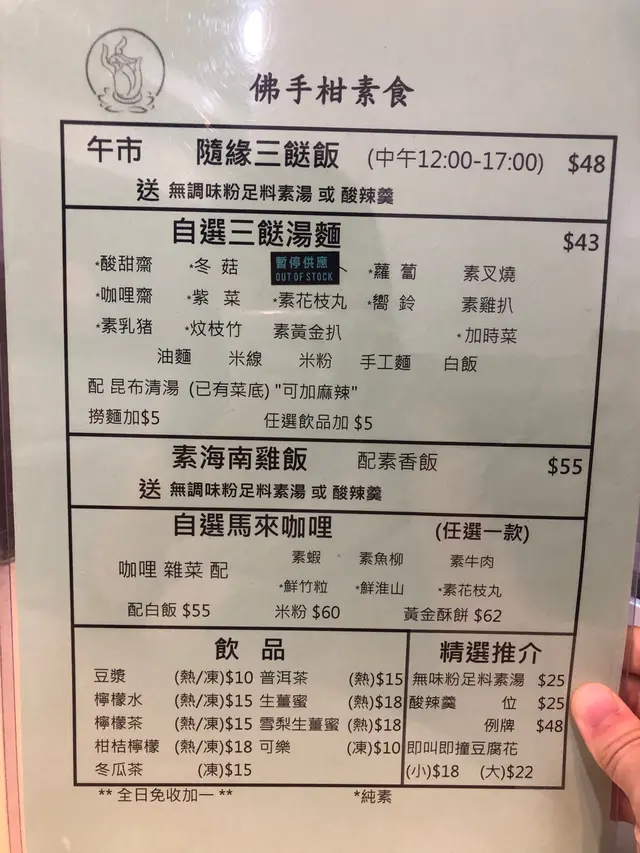 佛手柑素食
午市 隨緣三餸飯 (中午12:00-17:00) $48
送 無調味粉足料素湯 或 酸辣羹
自選三餸湯麵 $43
*酸甜齋 *冬菇 暫停供應 *蘿蔔 素叉燒
OUT OF STOCK
*咖哩齋 *紫菜 *素花枝丸 *嚮鈴 素雞扒
*素乳猪 *炆枝竹 素黃金扒 *加時菜
油麵 米線 米粉 手工麵 白飯
配 昆布清湯 (已有菜底) "可加麻辣"
撈麵加$5 任選飲品加 $5
素海南雞飯 配素香飯 $55
送 無調味粉足料素湯 或 酸辣羹
自選馬來咖哩 (任選一款)
咖哩 雜菜 配 素蝦 素魚柳 素牛肉
*鮮竹粒 *鮮淮山 *素花枝丸
配白飯 $55 米粉 $60 黃金酥餅 $62
飲品 精選推介
豆漿 (熱/凍)$10 普洱茶 (熱)$15 無味粉足料素湯 $25
檸檬水 (熱/凍)$15 生薑蜜 (熱)$18 酸辣羹 位 $25
檸檬茶 (熱/凍)$15 雪梨生薑蜜 (熱)$18 例牌 $48
柑桔檸檬 (熱/凍)$18 可樂 (凍)$10 即叫即撞豆腐花
冬瓜茶 (凍)$15 (小)$18 (大)$22
** 全日免收加一 ** *純素